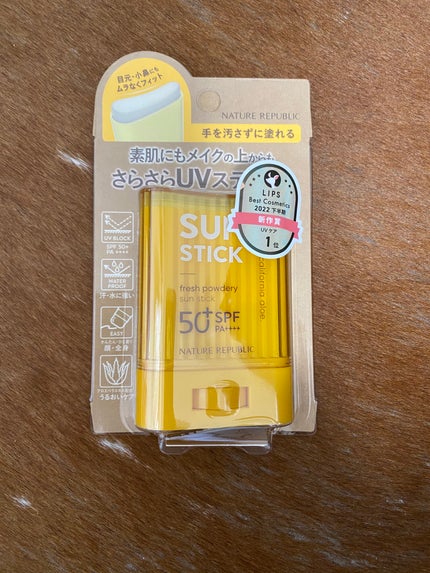 目元・小鼻にも
ムラなくフィット
NATURE REPUBLIC
手を汚さずに塗れる
素肌にもメイクの上からも
さらさらUVス
LIPS
Best Cosmetics
2022 下半期
新作賞
UVケア
1位
UV BLOCK
SPF 50+
PA ++++
WATER PROOF
汗・水に強い
EASY
顔・全身
うるおいケア
SUN
STICK
california aloe
fresh powdery
sun stick
50+ SPF
PA++++
NATURE REPUBLIC